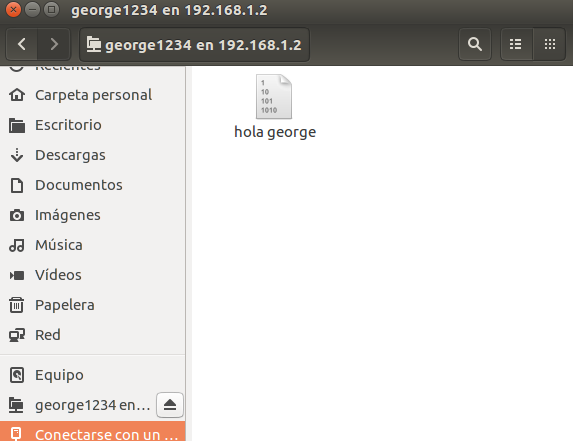 george1234 en 192.168.1.2
george1234 en 192.168.1.2
Recientes
Carpeta personal
Escritorio
Descargas
Documentos
Imágenes
Música
Vídeos
Papelera
Red
Equipo
george1234 en...
Conectarse con un ...
1
10
101
1010
hola george